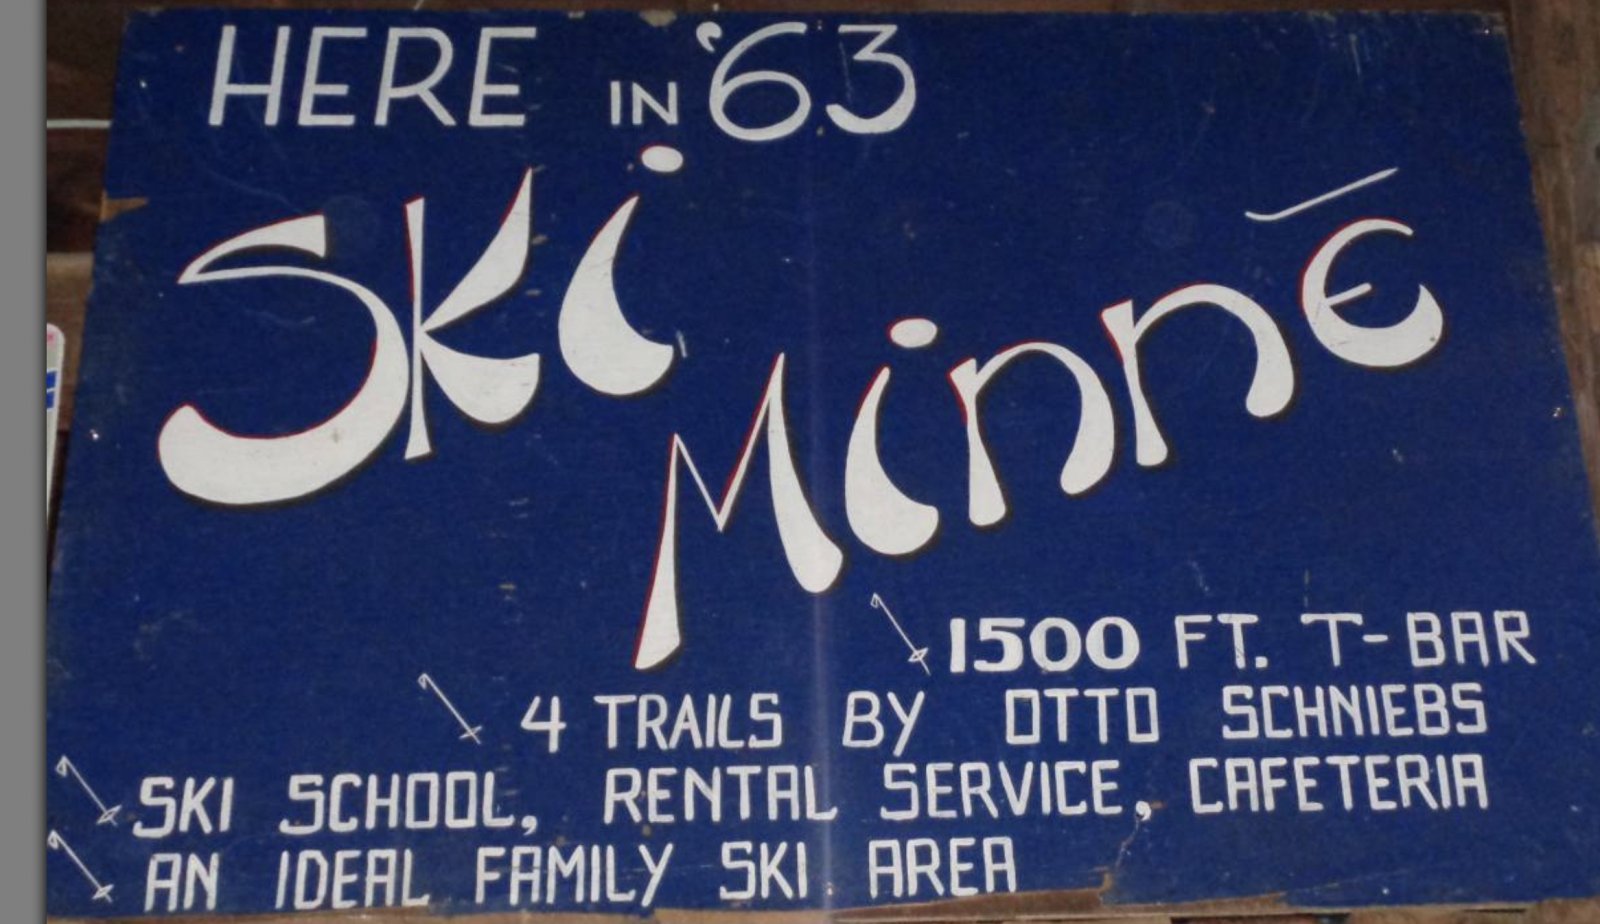 HERE IN '63
Ski
Minné
1500 FT. T-BAR
4 TRAILS BY OTTO SCHNIEBS
SKI SCHOOL, RENTAL SERVICE, CAFETERIA
AN IDEAL FAMILY SKI AREA